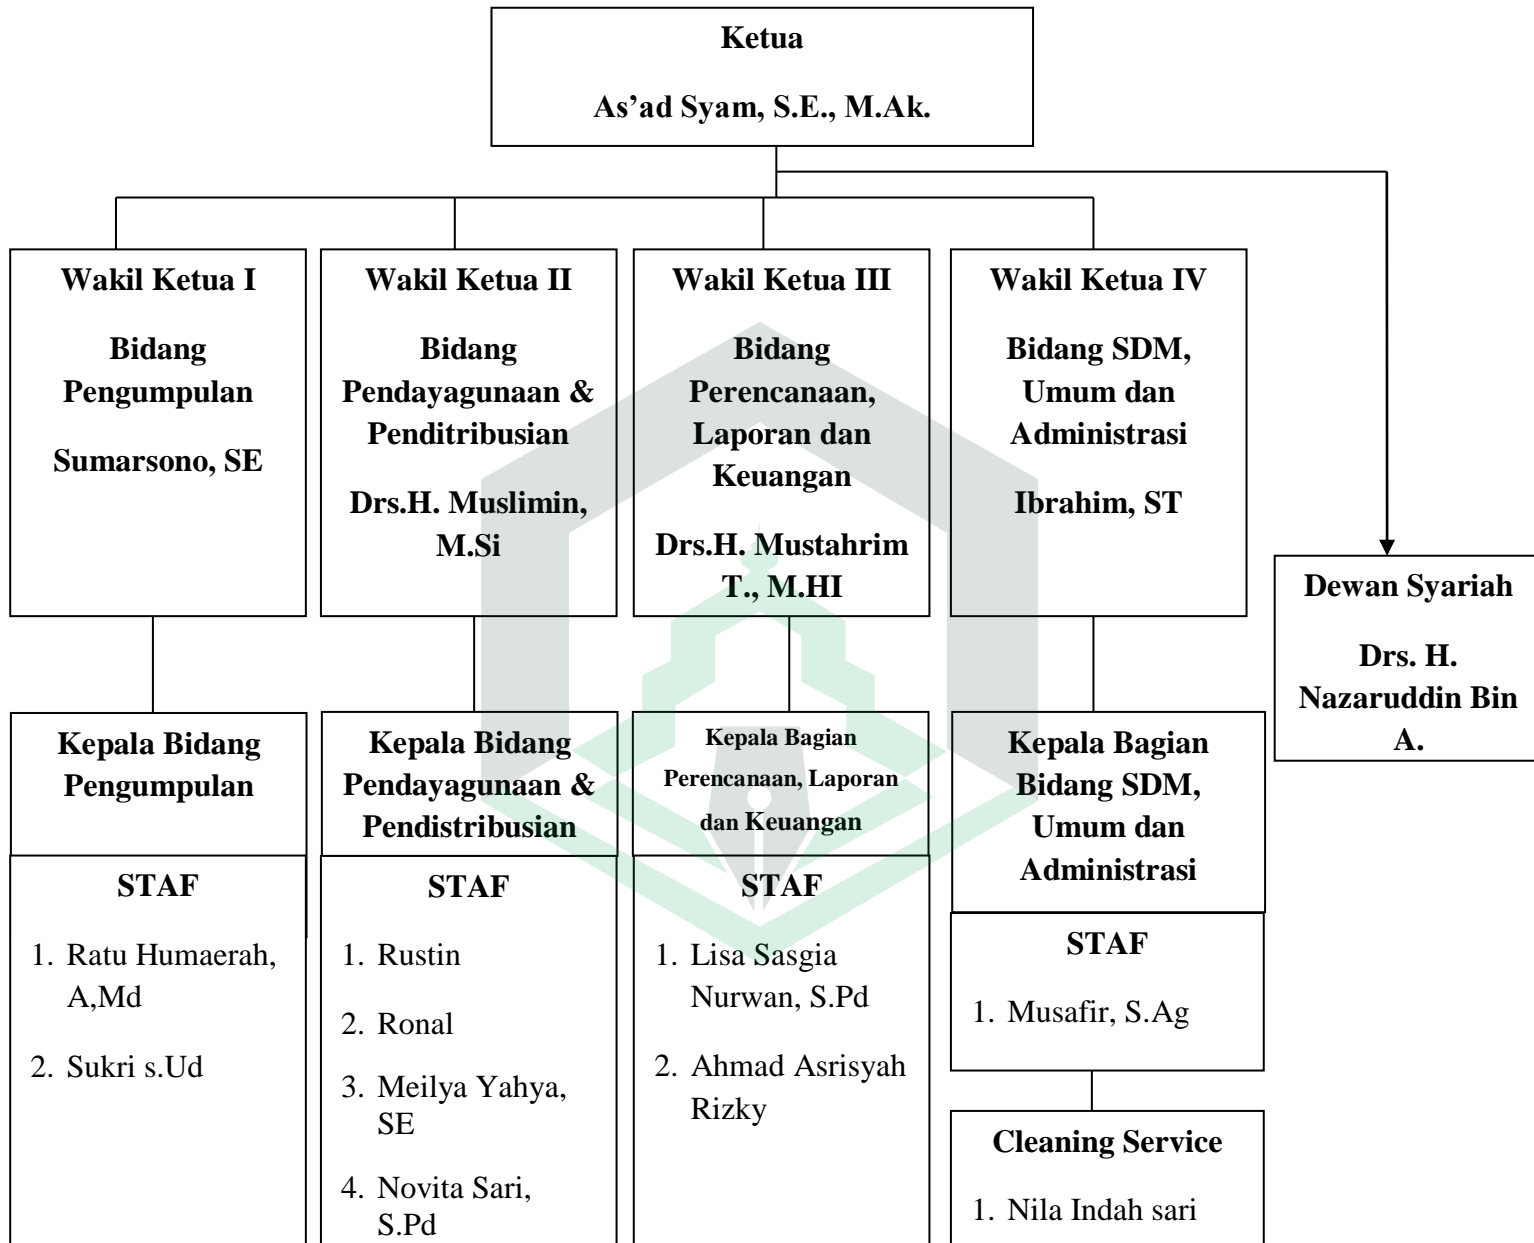 Ketua
As’ad Syam, S.E., M.Ak.
Wakil Ketua I
Bidang
Pengumpulan
Sumarsono, SE
Wakil Ketua II
Bidang
Pendayagunaan &
Penditribusian
Drs.H. Muslimin,
M.Si
Wakil Ketua III
Bidang
Perencanaan,
Laporan dan
Keuangan
Drs.H. Mustahrim
T., M.HI
Wakil Ketua IV
Bidang SDM,
Umum dan
Administrasi
Ibrahim, ST
Dewan Syariah
Drs. H.
Nazaruddin Bin
A.
Kepala Bidang
Pengumpulan
STAF
1. Ratu Humaerah,
A,Md
2. Sukri s.Ud
Kepala Bidang
Pendayagunaan &
Pendistribusian
STAF
1. Rustin
2. Ronal
3. Meilya Yahya,
SE
4. Novita Sari,
S.Pd
Kepala Bagian
Perencanaan, Laporan
dan Keuangan
STAF
1. Lisa Sasgia
Nurwan, S.Pd
2. Ahmad Asrisyah
Rizky
Kepala Bagian
Bidang SDM,
Umum dan
Administrasi
STAF
1. Musafir, S.Ag
Cleaning Service
1. Nila Indah sari